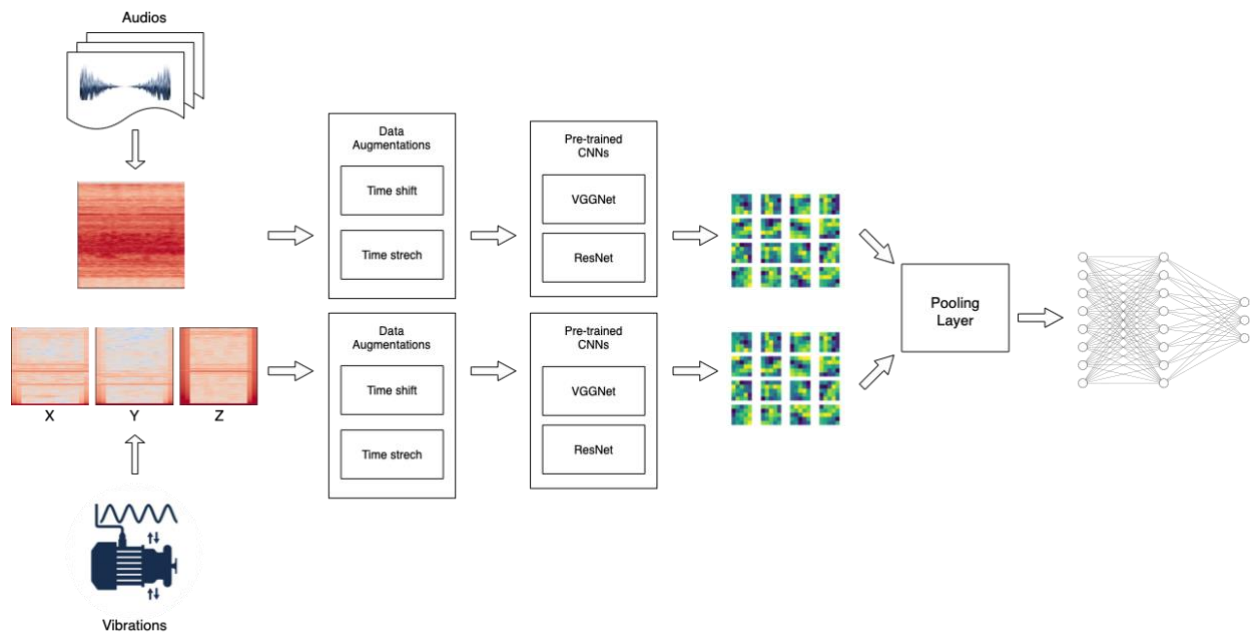 Audios
Data
Augmentations
Time shift
Time strech
Pre-trained
CNNs
VGGNet
ResNet
X
Y
Z
Vibrations
Data
Augmentations
Time shift
Time strech
Pre-trained
CNNs
VGGNet
ResNet
Pooling
Layer